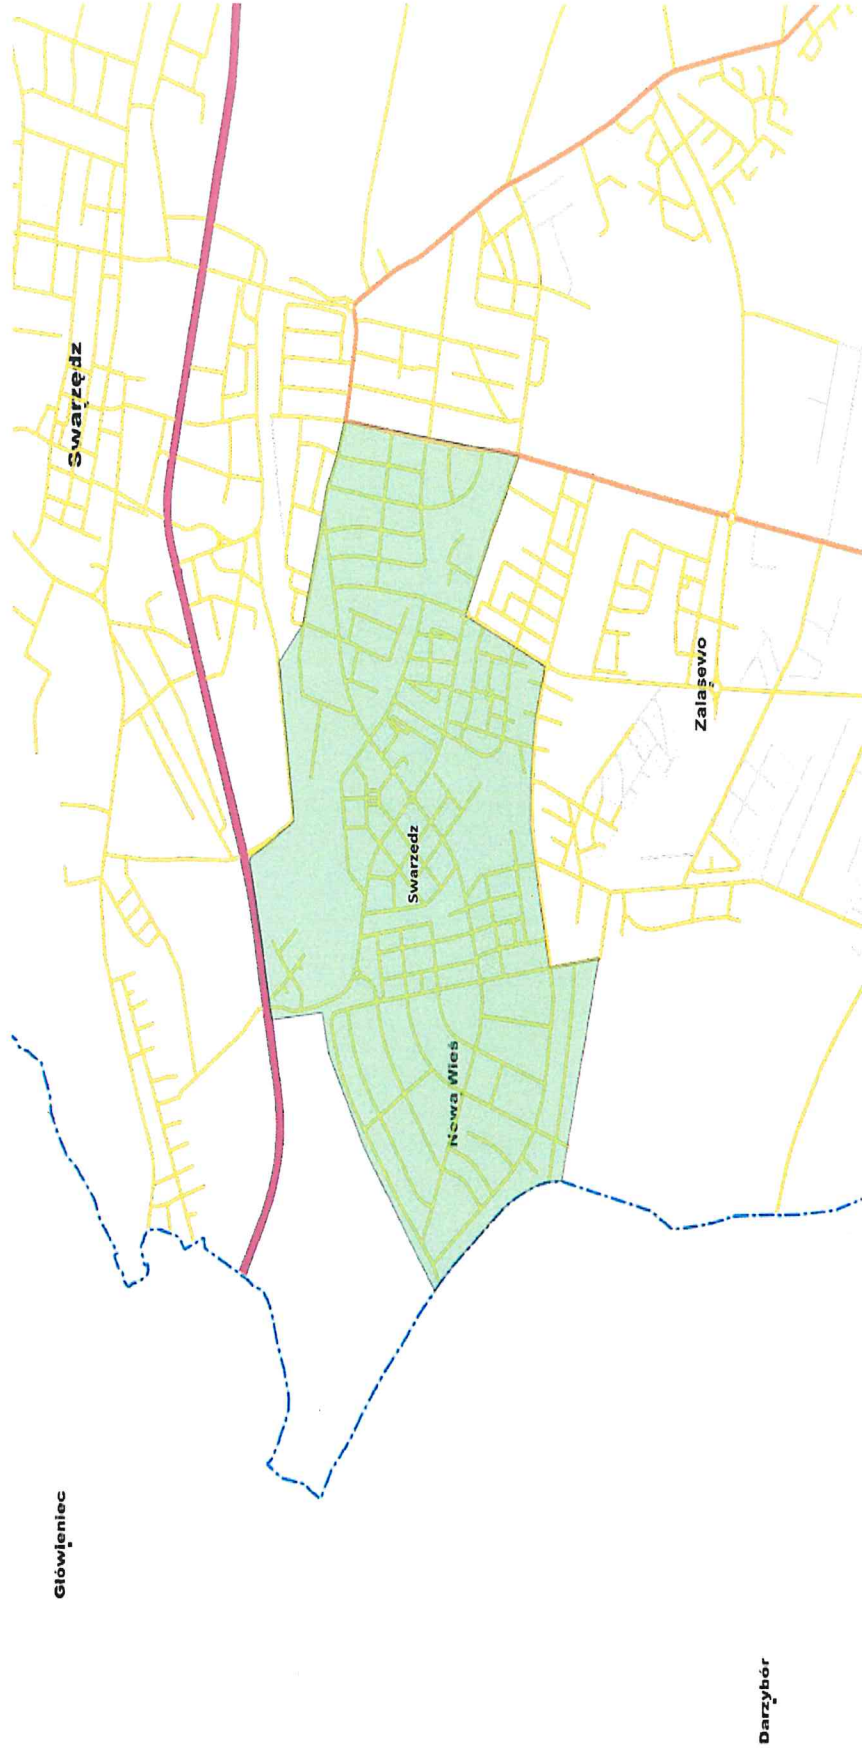 Swarzędz
Swarzedz
Nowa Wieś
Zalasewo
Główieniec
Darzybór